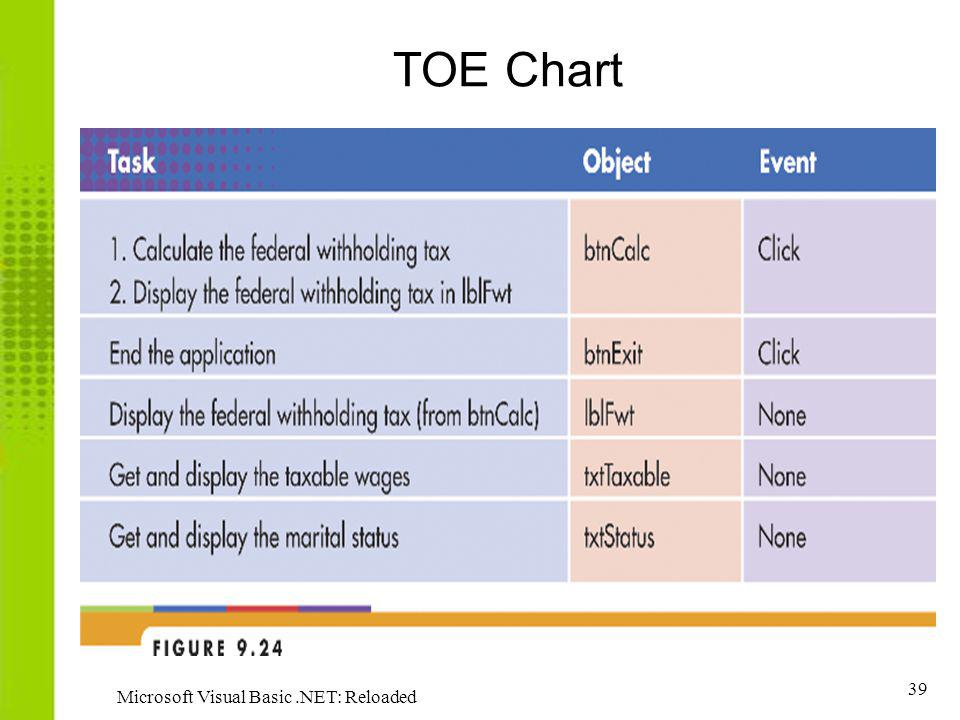 TOE Chart
Task Object Event
1. Calculate the federal withholding tax btnCalc Click
2. Display the federal withholding tax in lblFwt
End the application btnExit Click
Display the federal withholding tax (from btnCalc) lblFwt None
Get and display the taxable wages txtTaxable None
Get and display the marital status txtStatus None
FIGURE 9.24
Microsoft Visual Basic .NET: Reloaded
39